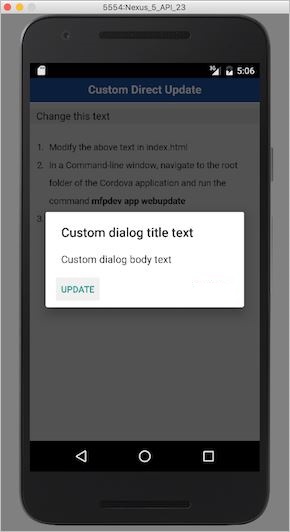 5554:Nexus_5_API_23
3G 5:06
Custom Direct Update
Change this text
1. Modify the above text in index.html
2. In a Command-line window, navigate to the root
folder of the Cordova application and run the
command mfpdev app webupdate
3.
Custom dialog title text
Custom dialog body text
UPDATE